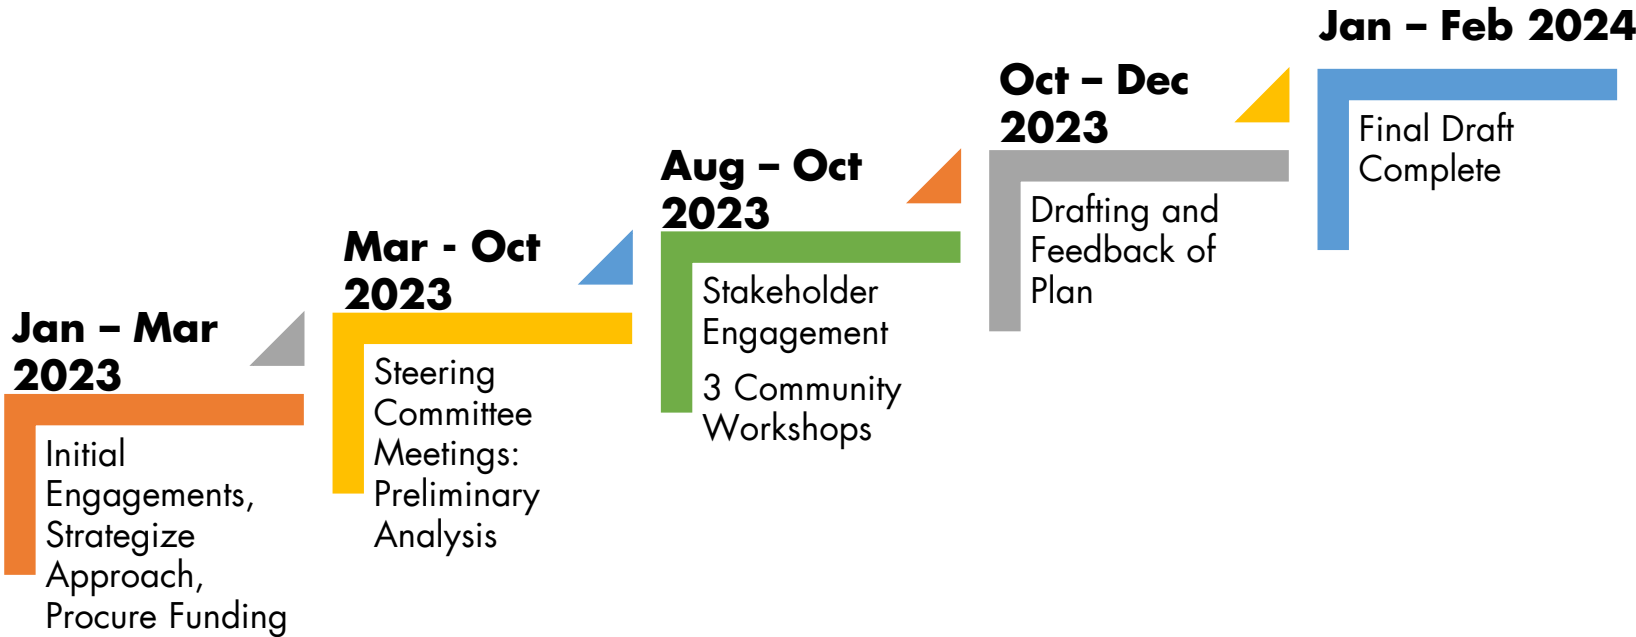 Jan – Mar
2023
Initial
Engagements,
Strategize
Approach,
Procure Funding
Mar - Oct
2023
Steering
Committee
Meetings:
Preliminary
Analysis
Aug – Oct
2023
Stakeholder
Engagement
3 Community
Workshops
Oct – Dec
2023
Drafting and
Feedback of
Plan
Jan – Feb 2024
Final Draft
Complete